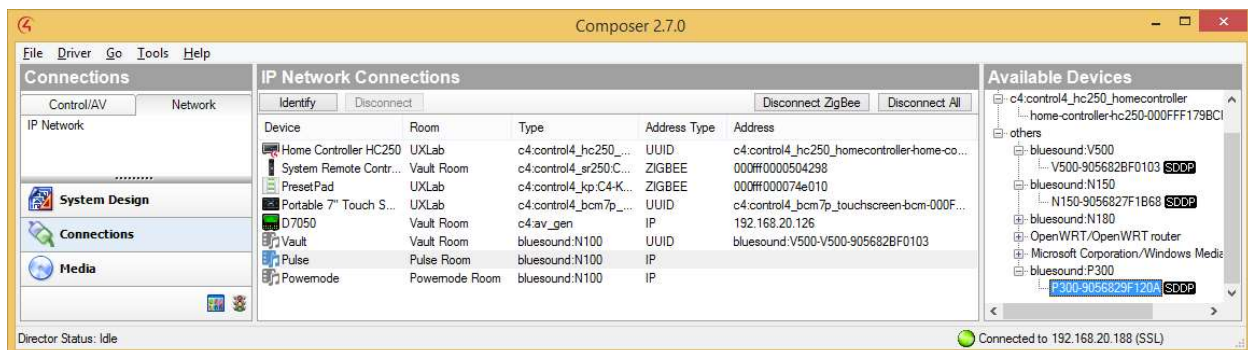 Composer 2.7.0
File Driver Go Tools Help
Connections
Control/AV Network
IP Network
System Design
Connections
Media
IP Network Connections
Identify Disconnect Disconnect ZigBee Disconnect All
Device Room Type Address Type Address
Home Controller HC250 UXLab c4:control4_hc250_... UUID c4:control4_hc250_homecontroller-home-co...
System Remote Contr... Vault Room c4:control4_sr250:C... ZIGBEE 000fff0000504298
PresetPad UXLab c4:control4_kp:C4-K... ZIGBEE 000fff000074e010
Portable 7" Touch S... UXLab c4:control4_bcm7p_... UUID c4:control4_bcm7p_touchscreen-bcm-000F...
D7050 Vault Room c4:av_gen IP 192.168.20.126
Vault Vault Room bluesound:N100 UUID bluesound:V500-V500-905682BF0103
Pulse Pulse Room bluesound:N100 IP
Powernode Powernode Room bluesound:N100 IP
Available Devices
c4:control4_hc250_homecontroller
home-controller-hc250-000FFF179BCI
others
bluesound:V500
V500-905682BF0103 SDDP
bluesound:N150
N150-9056827F1B68 SDDP
bluesound:N180
OpenWRT/OpenWRT router
Microsoft Corporation/Windows Media
bluesound:P300
P300-9056829F120A SDDP
Director Status: Idle
Connected to 192.168.20.188 (SSL)